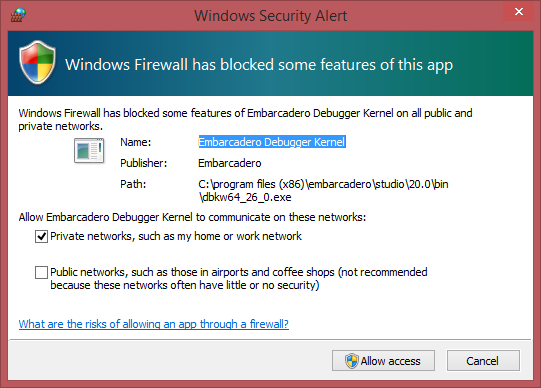 Windows Security Alert
Windows Firewall has blocked some features of this app
Windows Firewall has blocked some features of Embarcadero Debugger Kernel on all public and
private networks.
Name: Embarcadero Debugger Kernel
Publisher: Embarcadero
Path: C:\program files (x86)\embarcadero\studio\20.0\bin
\dbkw64_26_0.exe
Allow Embarcadero Debugger Kernel to communicate on these networks:
Private networks, such as my home or work network
Public networks, such as those in airports and coffee shops (not recommended
because these networks often have little or no security)
What are the risks of allowing an app through a firewall?
Allow access Cancel